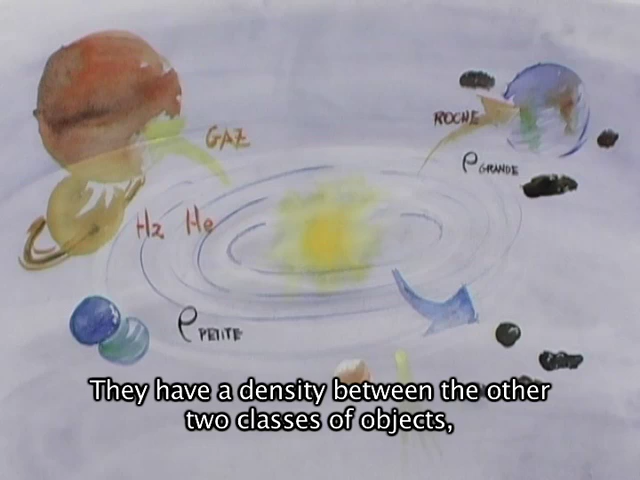 GAZ
ROCHE
ρ GRANDE
H2 He
ρ PETITE
They have a density between the other
two classes of objects,